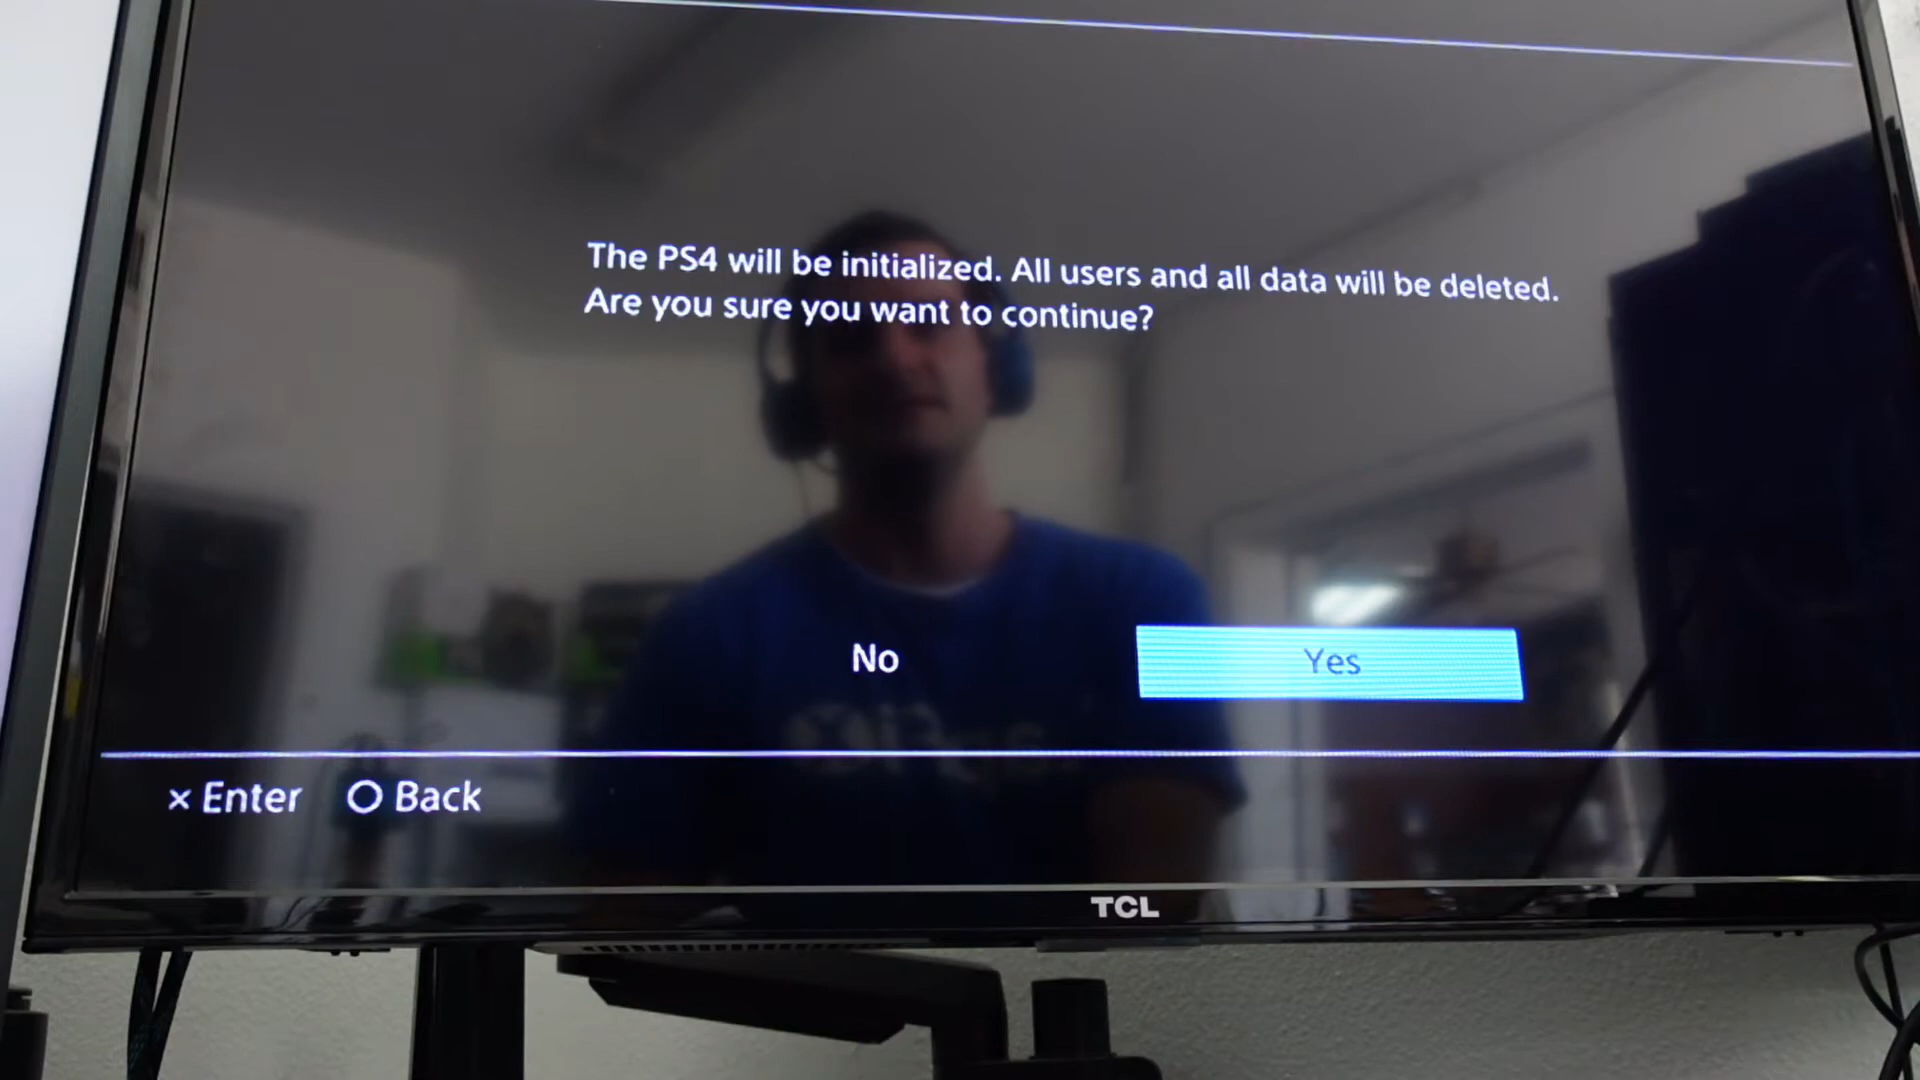 The PS4 will be initialized. All users and all data will be deleted.
Are you sure you want to continue?
No
Yes
× Enter
○ Back
TCL